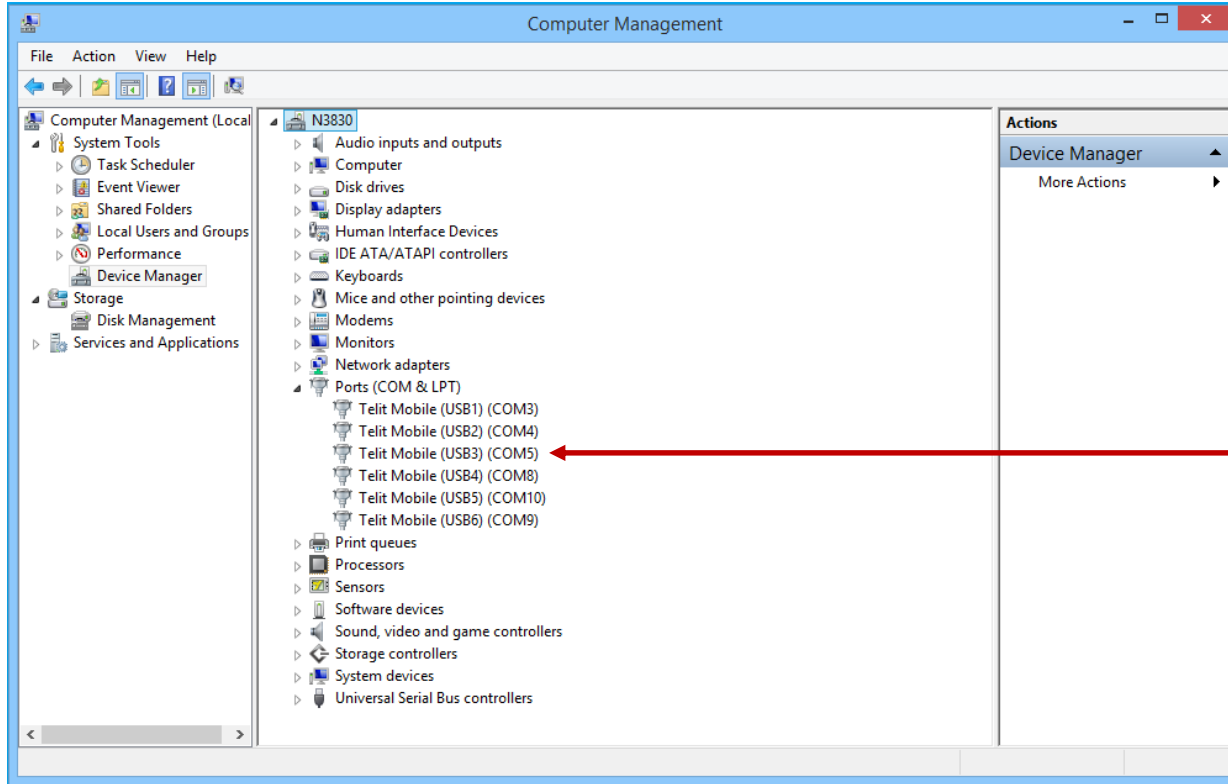 Computer Management
File Action View Help
Computer Management (Local
System Tools
Task Scheduler
Event Viewer
Shared Folders
Local Users and Groups
Performance
Device Manager
Storage
Disk Management
Services and Applications
N3830
Audio inputs and outputs
Computer
Disk drives
Display adapters
Human Interface Devices
IDE ATA/ATAPI controllers
Keyboards
Mice and other pointing devices
Modems
Monitors
Network adapters
Ports (COM & LPT)
Telit Mobile (USB1) (COM3)
Telit Mobile (USB2) (COM4)
Telit Mobile (USB3) (COM5)
Telit Mobile (USB4) (COM8)
Telit Mobile (USB5) (COM10)
Telit Mobile (USB6) (COM9)
Print queues
Processors
Sensors
Software devices
Sound, video and game controllers
Storage controllers
System devices
Universal Serial Bus controllers
Actions
Device Manager
More Actions